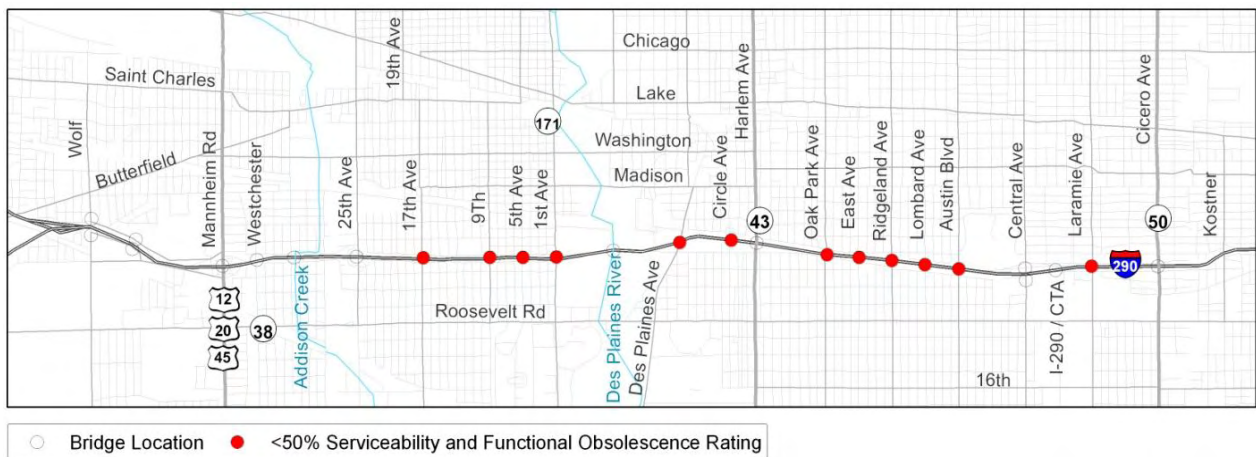 Chicago
Saint Charles
19th Ave
Lake
Harlem Ave
Cicero Ave
171
Washington
Wolf
Butterfield
Mannheim Rd
Westchester
25th Ave
17th Ave
9Th
5th Ave
1st Ave
Madison
Circle Ave
43
Oak Park Ave
East Ave
Ridgeland Ave
Lombard Ave
Austin Blvd
Central Ave
Laramie Ave
50
Kostner
290
12
20
45
38
Addison Creek
Roosevelt Rd
Des Plaines River
Des Plaines Ave
I-290 / CTA
16th
Bridge Location
<50% Serviceability and Functional Obsolescence Rating